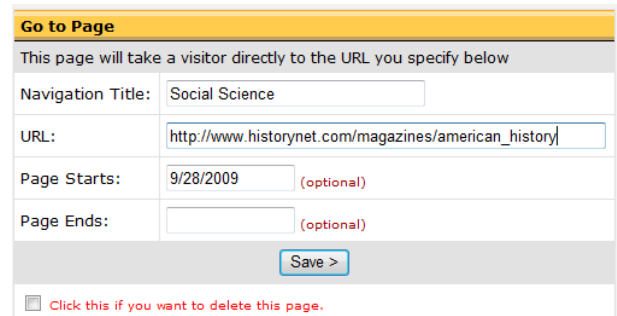 Go to Page
This page will take a visitor directly to the URL you specify below
Navigation Title: Social Science
URL: http://www.historynet.com/magazines/american_history
Page Starts: 9/28/2009 (optional)
Page Ends: (optional)
Save >
Click this if you want to delete this page.